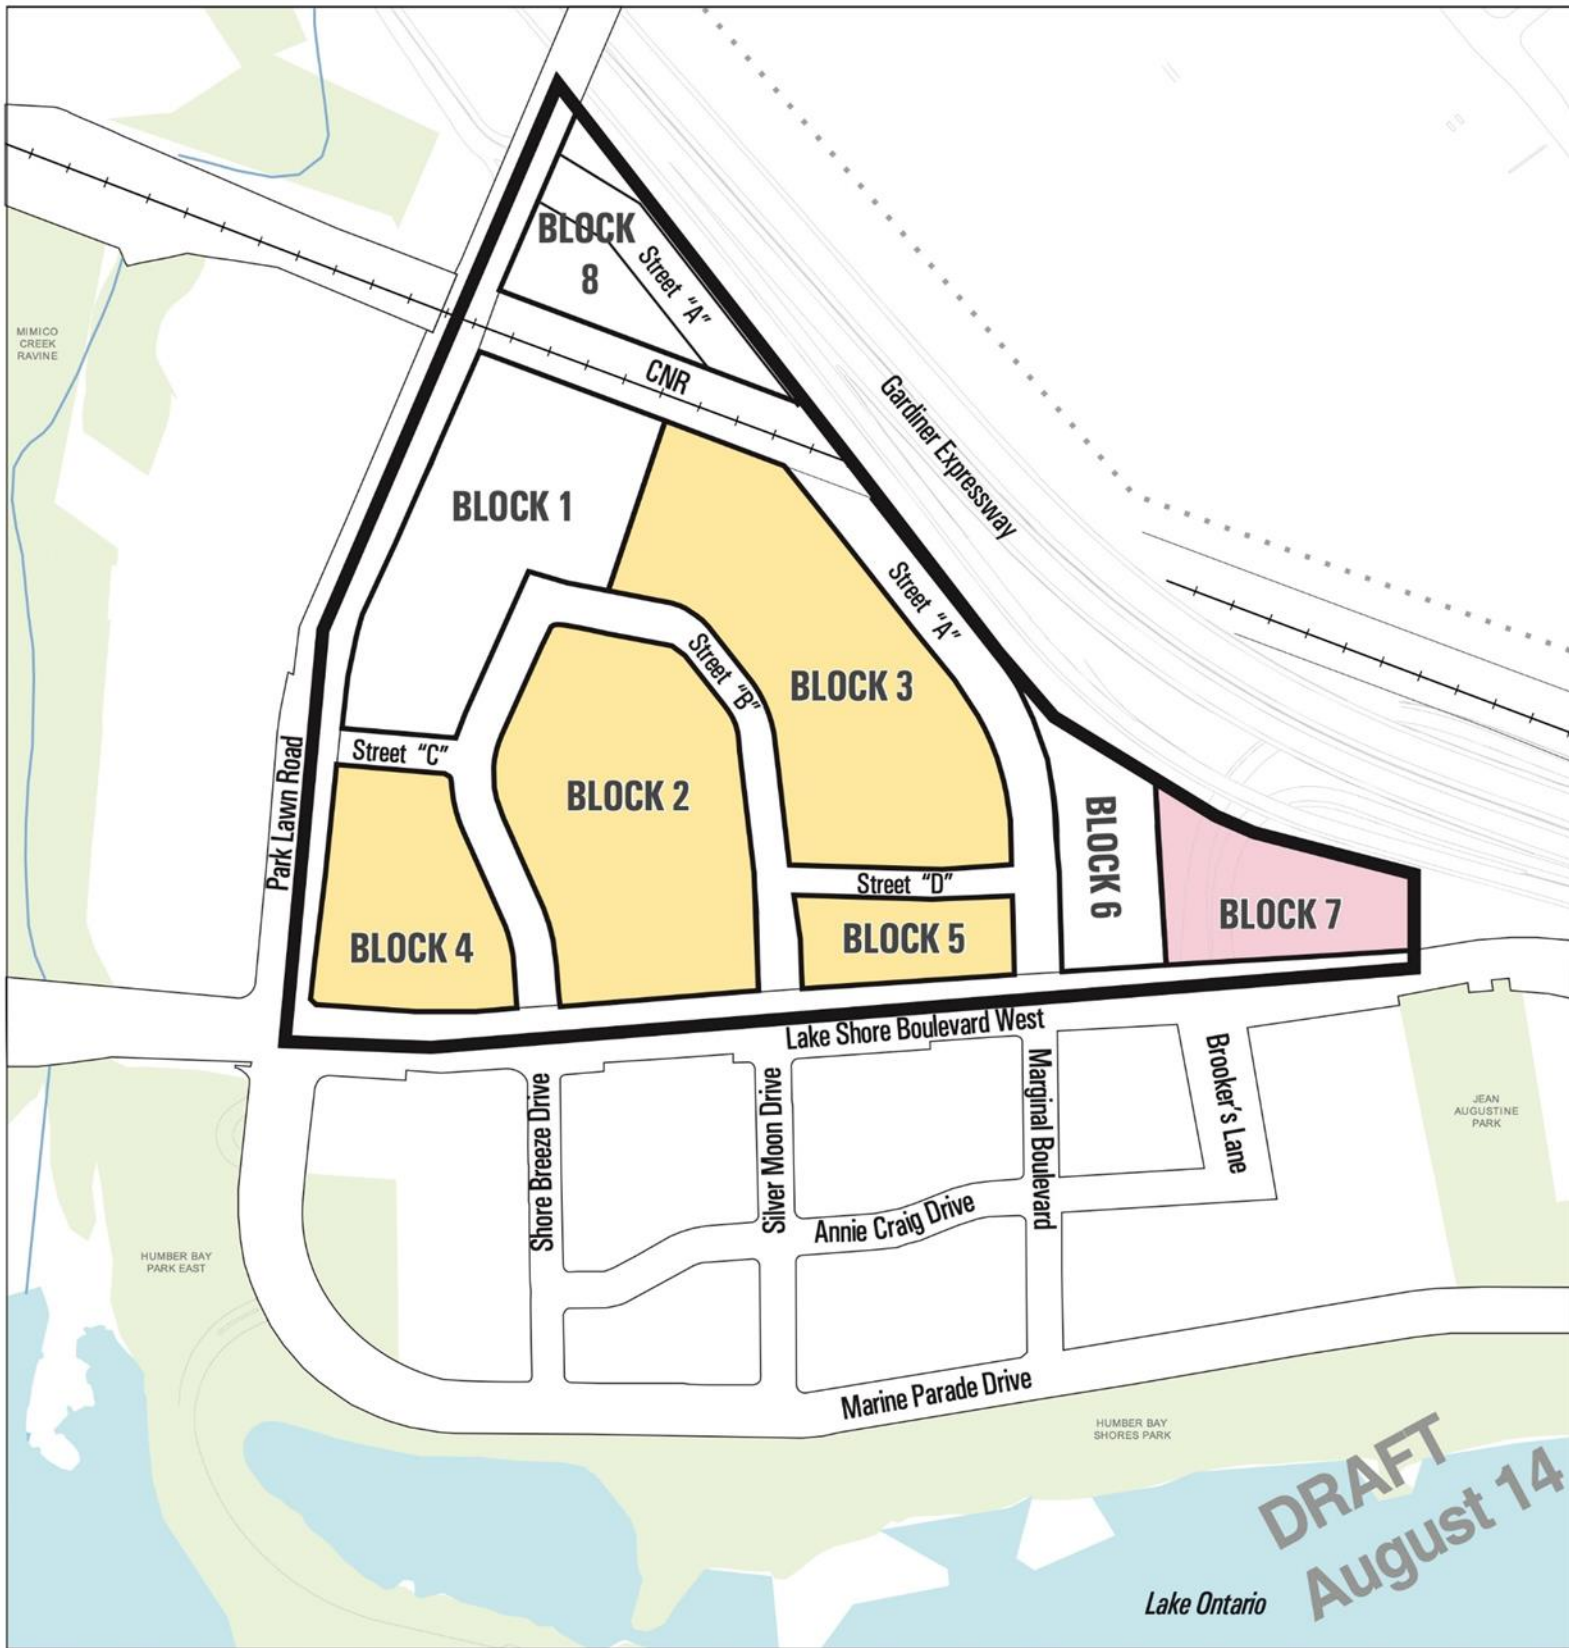 BLOCK
8
Street "A"
MIMICO
CREEK
RAVINE
CNR
Gardiner Expressway
BLOCK 1
Street "A"
Street "B"
BLOCK 3
Street "C"
Park Lawn Road
BLOCK 2
BLOCK 6
Street "D"
BLOCK 7
BLOCK 4
BLOCK 5
Lake Shore Boulevard West
Shore Breeze Drive
Silver Moon Drive
Marginal Boulevard
Brooker's Lane
JEAN
AUGUSTINE
PARK
Annie Craig Drive
HUMBER BAY
PARK EAST
Marine Parade Drive
HUMBER BAY
SHORES PARK
DRAFT
August 14
Lake Ontario